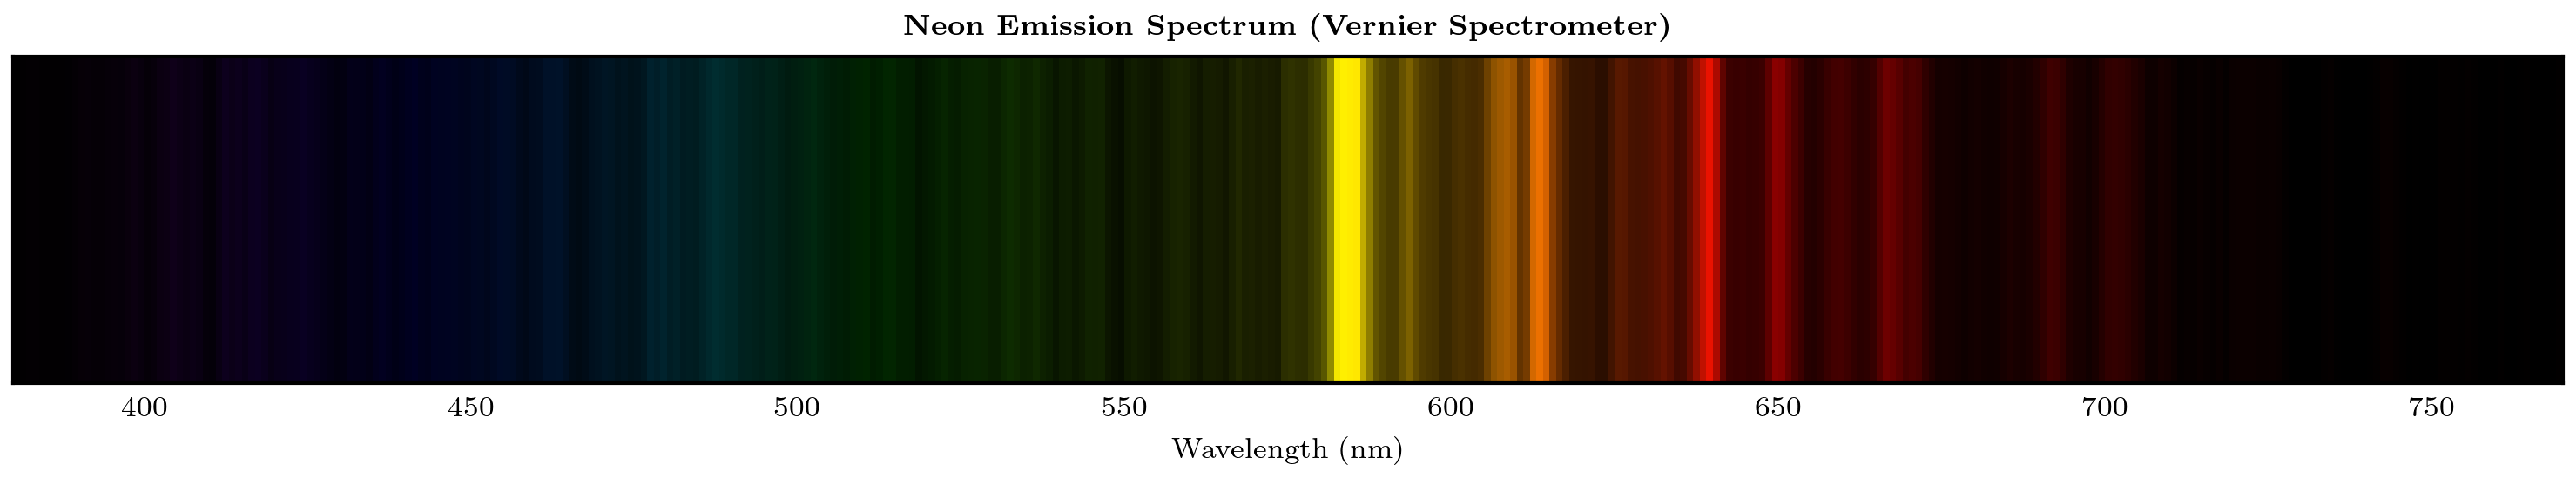 Neon Emission Spectrum (Vernier Spectrometer)
400 450 500 550 600 650 700 750
Wavelength (nm)